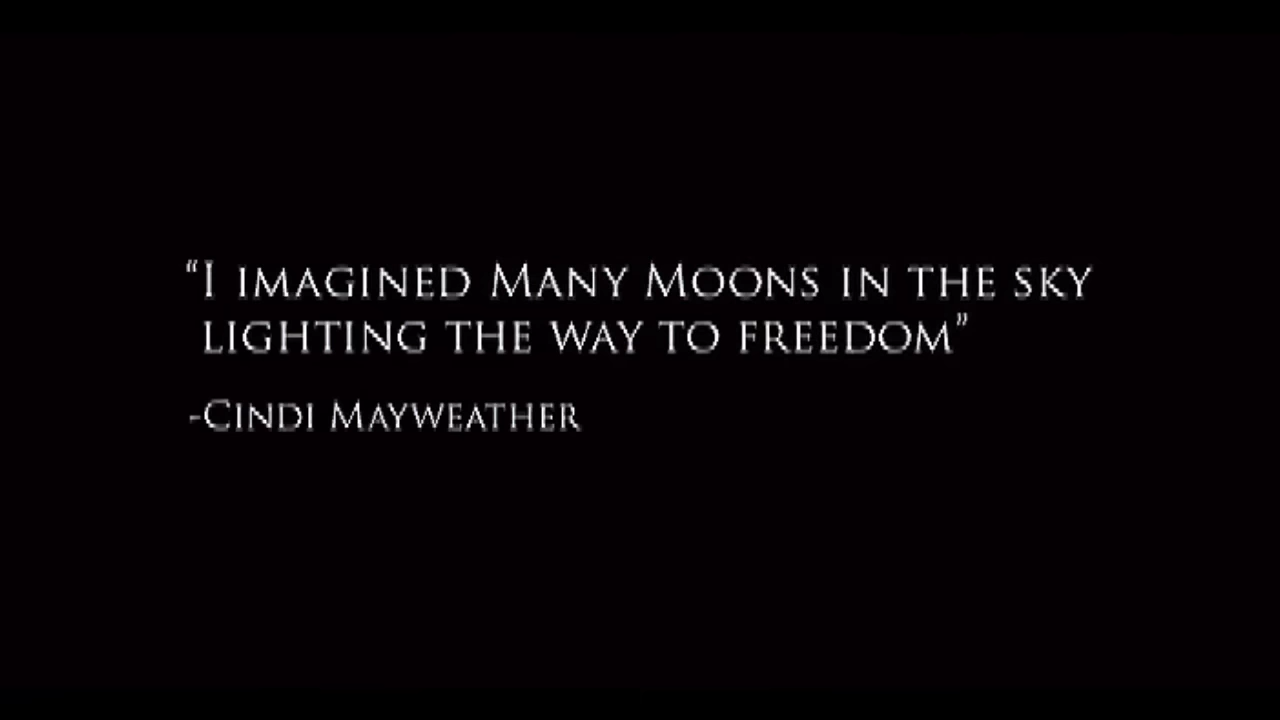 “I imagined Many Moons in the sky
lighting the way to freedom”
-Cindi Mayweather